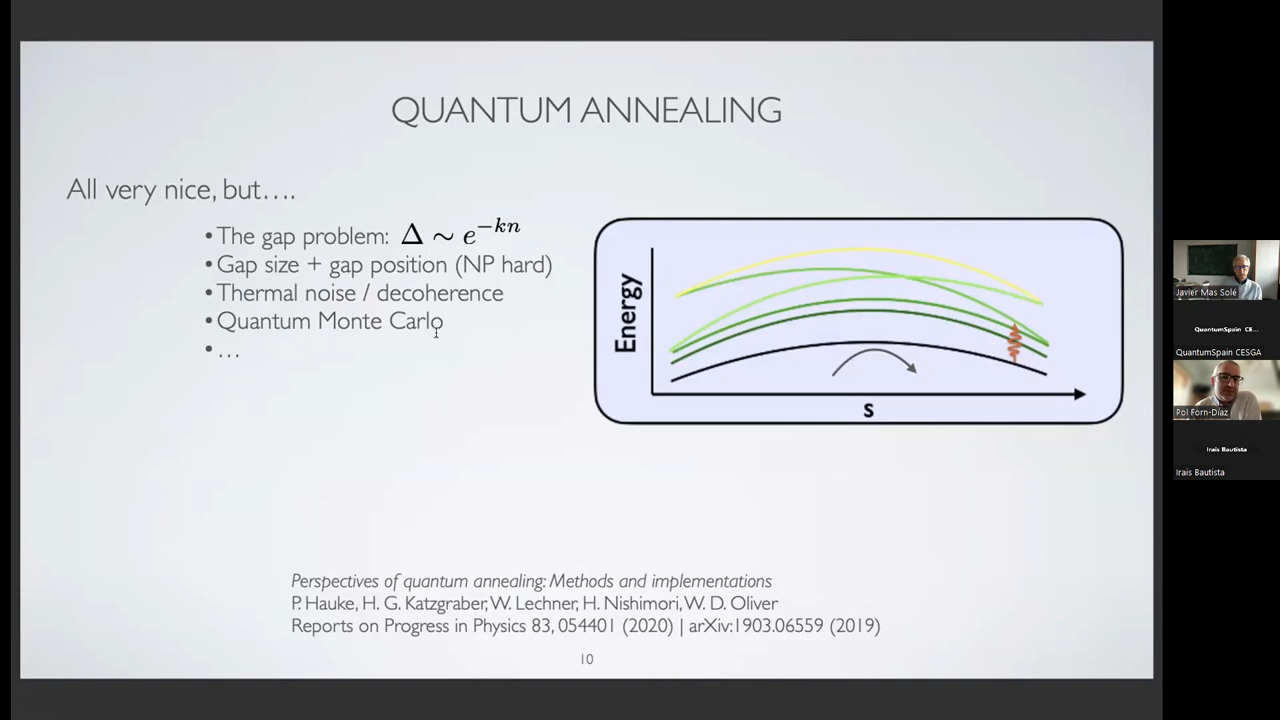 QUANTUM ANNEALING
All very nice, but….
• The gap problem: Δ ∼ e^{-kn}
• Gap size + gap position (NP hard)
• Thermal noise / decoherence
• Quantum Monte Carlo
• …
Energy
s
Perspectives of quantum annealing: Methods and implementations
P. Hauke, H. G. Katzgraber, W. Lechner, H. Nishimori, W. D. Oliver
Reports on Progress in Physics 83, 054401 (2020) | arXiv:1903.06559 (2019)
10
Javier Mas Solé
QuantumSpain CE...
QuantumSpain CESGA
Pol Forn-Díaz
Irais Bautista
Irais Bautista